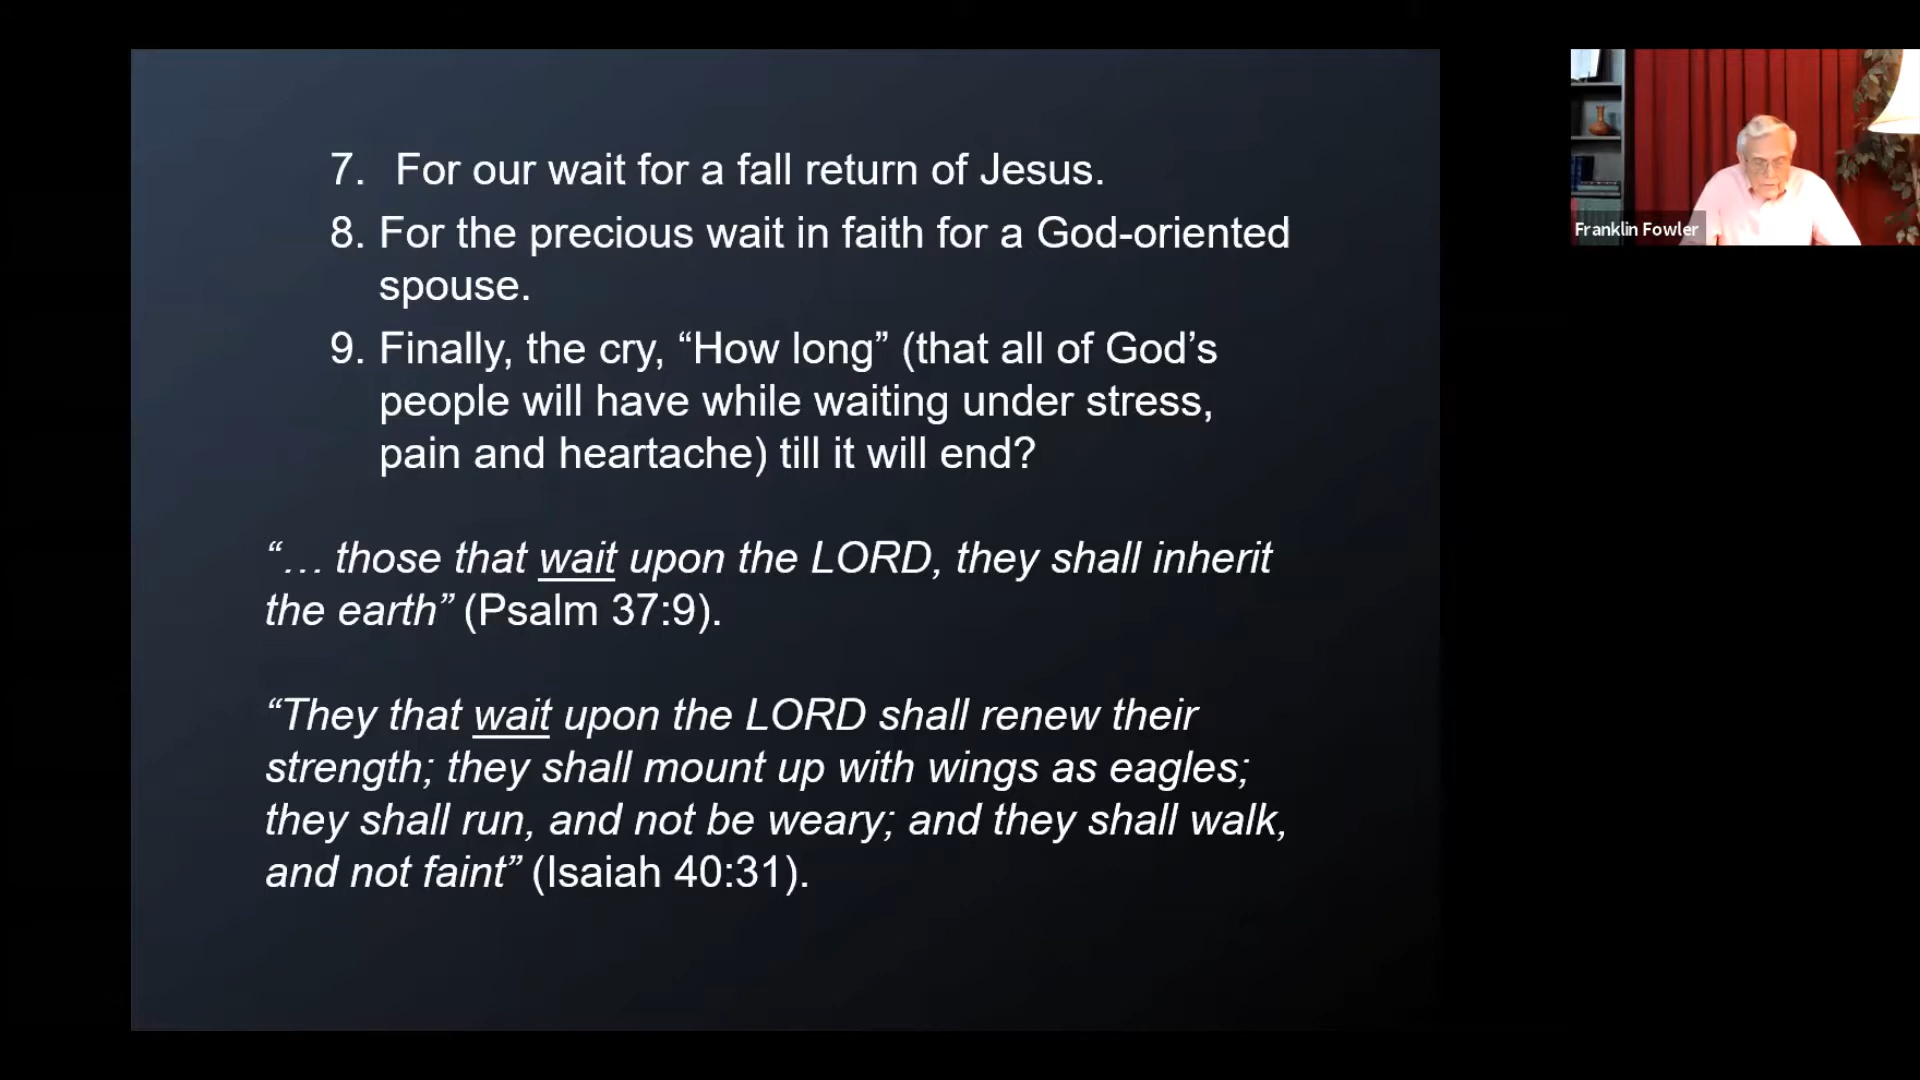 7. For our wait for a fall return of Jesus.
8. For the precious wait in faith for a God-oriented
spouse.
9. Finally, the cry, “How long” (that all of God’s
people will have while waiting under stress,
pain and heartache) till it will end?
“… those that wait upon the LORD, they shall inherit
the earth” (Psalm 37:9).
“They that wait upon the LORD shall renew their
strength; they shall mount up with wings as eagles;
they shall run, and not be weary; and they shall walk,
and not faint” (Isaiah 40:31).
Franklin Fowler